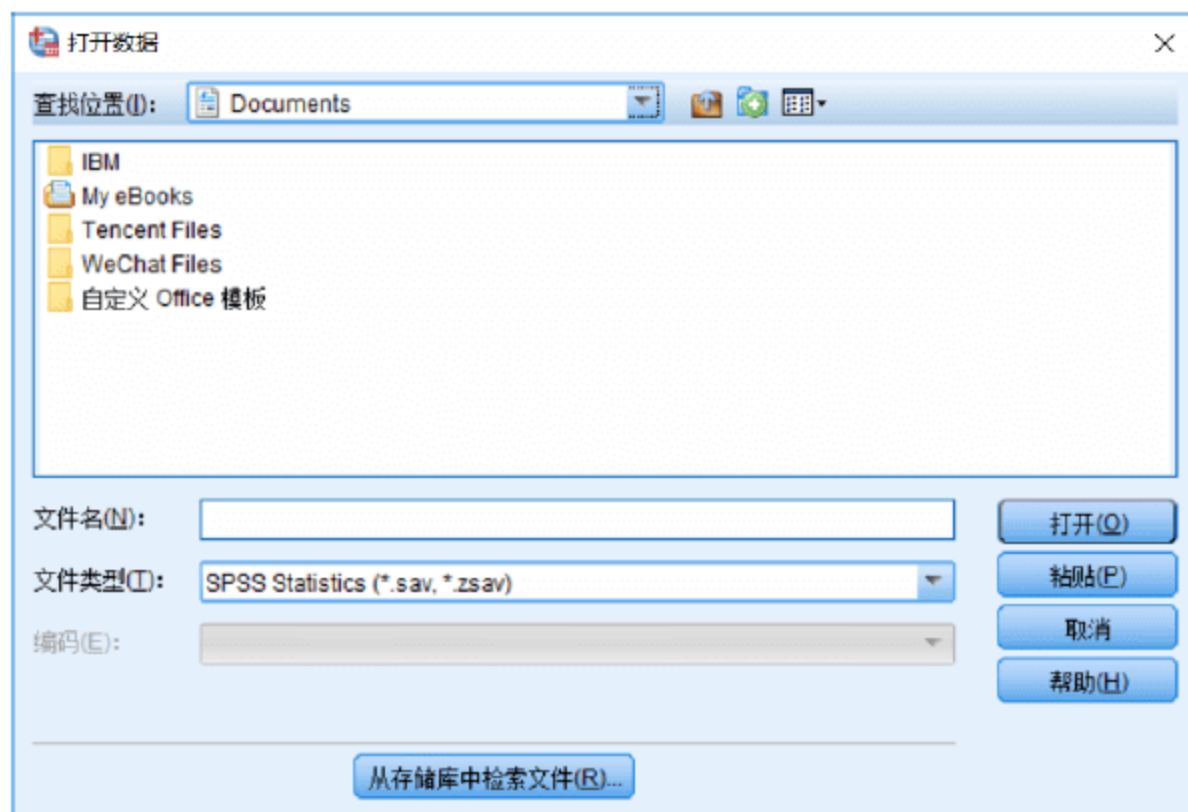 打开数据
查找位置(I): Documents
IBM
My eBooks
Tencent Files
WeChat Files
自定义 Office 模板
文件名(N):
打开(O)
文件类型(T): SPSS Statistics (*.sav, *.zsav)
粘贴(P)
编码(E):
取消
帮助(H)
从存储库中检索文件(R)...